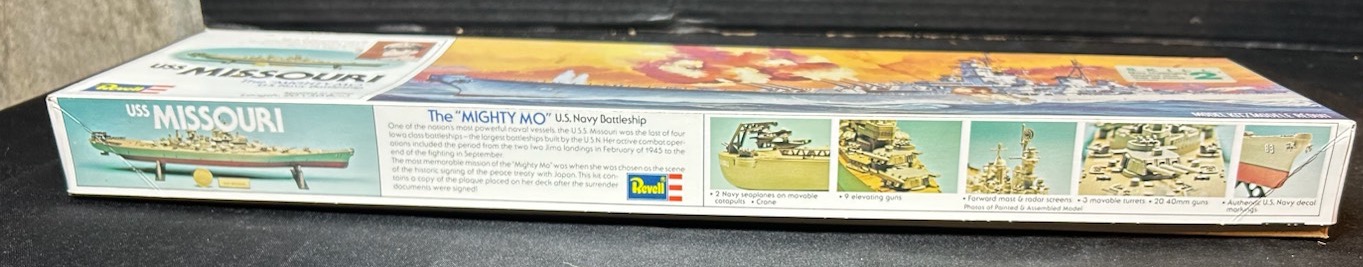 USS MISSOURI
Revell
2
MODEL KIT/MODELE REDUIT
USS MISSOURI
The "MIGHTY MO" U.S. Navy Battleship
One of the nation's most powerful naval vessels, the U.S.S. Missouri was the last of four
Iowa class battleships—the largest battleships built by the U.S.N. Her active combat oper-
ations included the period from the Iwo Jima landings in February of 1945 to the
end of the fighting in September.
The most memorable mission of the "Mighty Mo" was when she was chosen as the scene
of the historic signing of the peace treaty with Japan. This kit con-
tains a copy of the plaque placed on her deck after the surrender
documents were signed!
Revell
• 2 Navy seaplanes on movable
catapults • Crane
• 9 elevating guns
• Forward mast & radar screens • 3 movable turrets • 20 40mm guns
Photos of Painted & Assembled Model
• Authentic U.S. Navy decal
markings